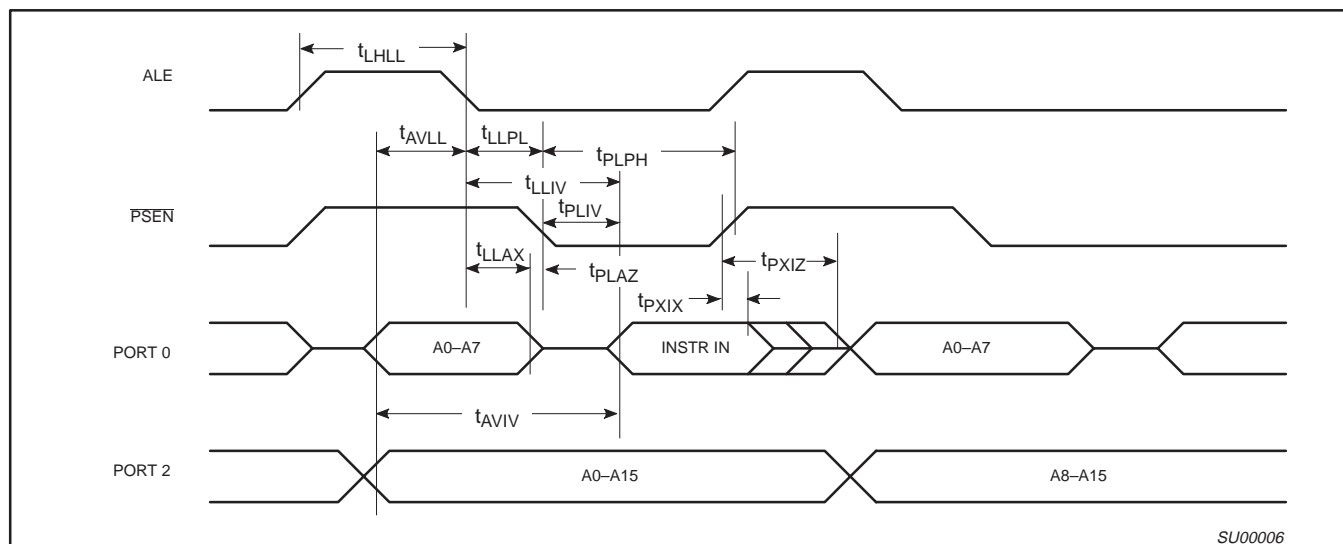 tLHLL
ALE
tAVLL
tLLPL
tPLPH
tLLIV
PSEN
tPLIV
tLLAX
tPLAZ
tPXIZ
tPXIX
PORT 0
A0–A7
INSTR IN
A0–A7
tAVIV
PORT 2
A0–A15
A8–A15
SU00006